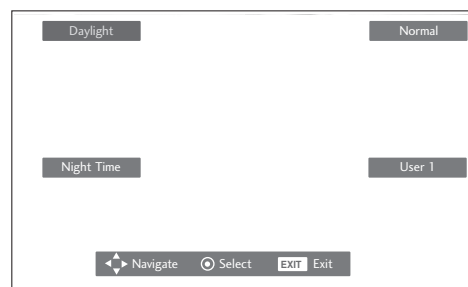 Daylight Normal
Night Time User 1
Navigate Select EXIT Exit